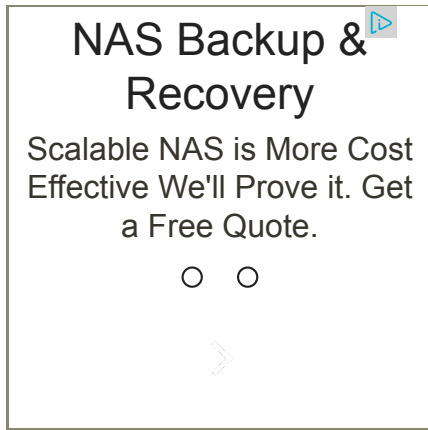 NAS Backup &
Recovery
Scalable NAS is More Cost
Effective We'll Prove it. Get
a Free Quote.